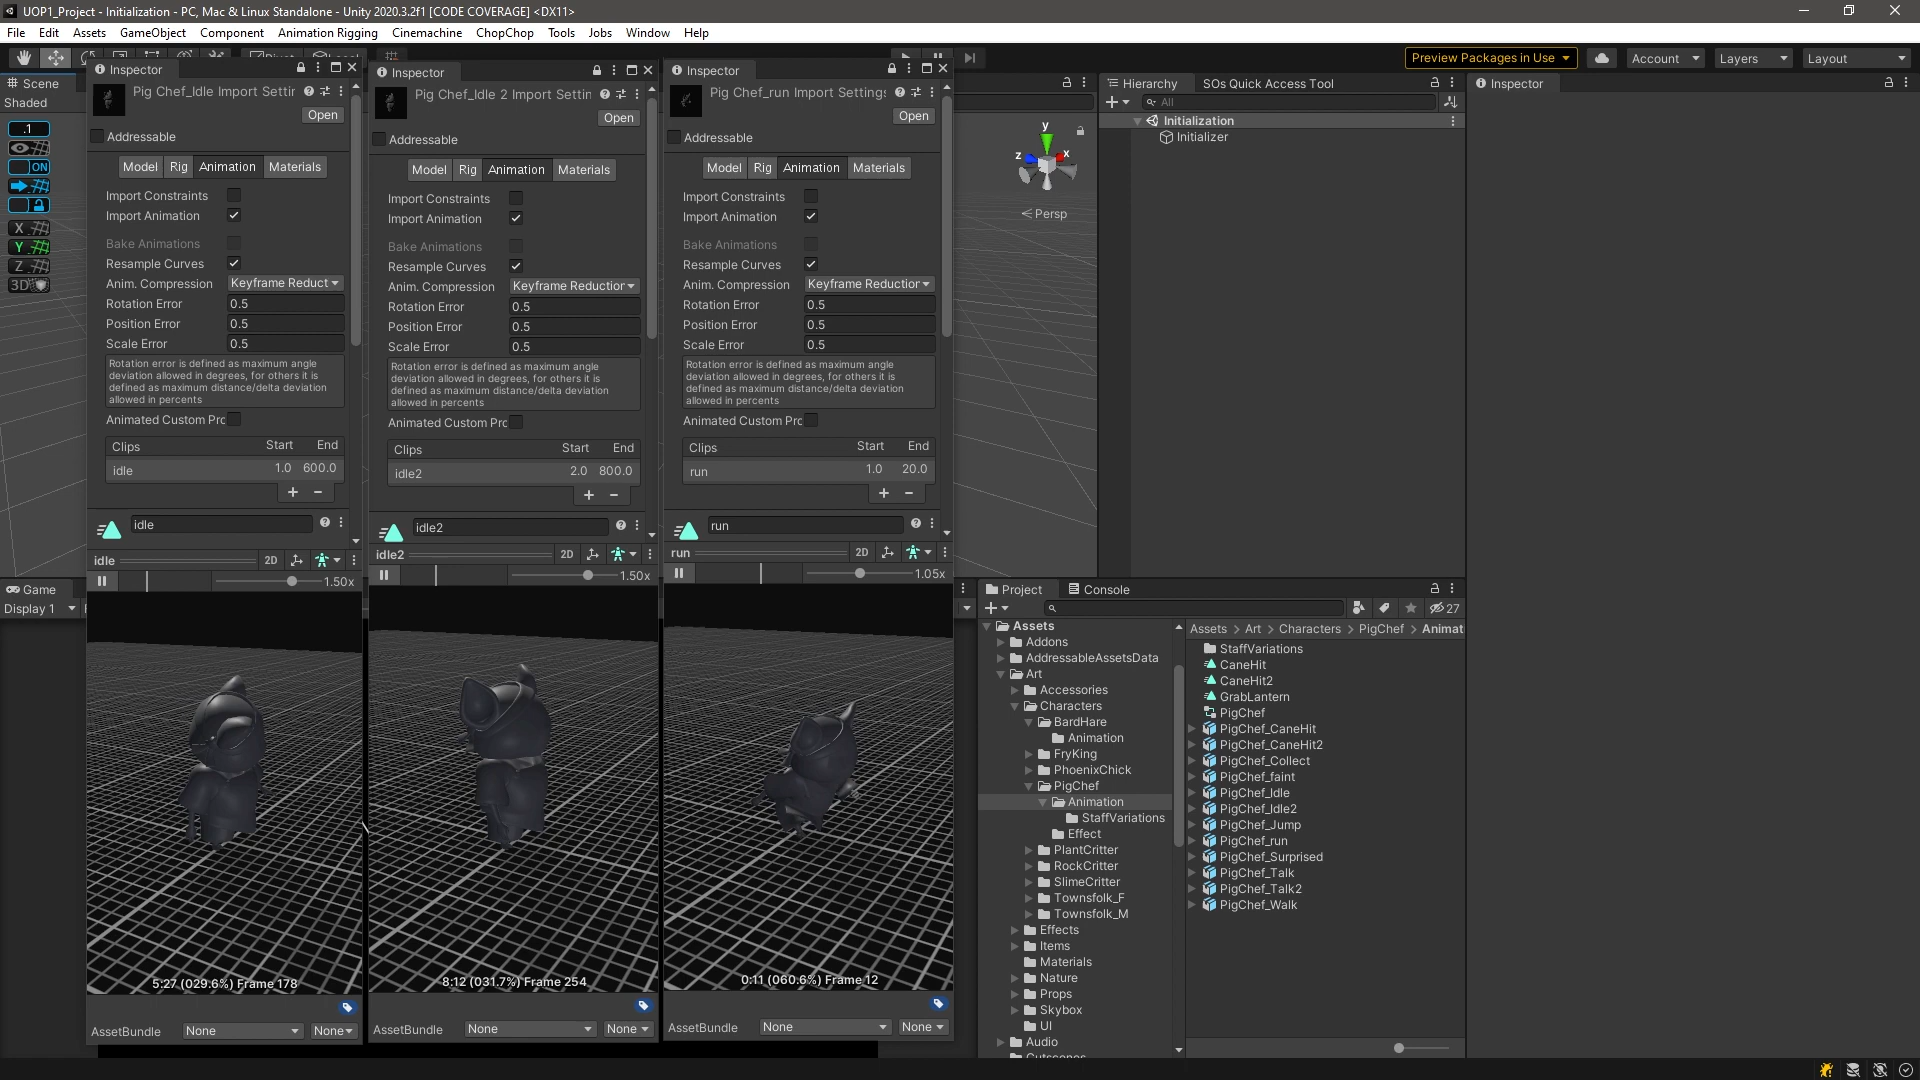 UOP1_Project - Initialization - PC, Mac & Linux Standalone - Unity 2020.3.2f1 [CODE COVERAGE] <DX11>
File Edit Assets GameObject Component Cinemachine Animation Rigging ChopChop Tools Jobs Window Help
Preview Packages in Use Account Layers Layout
Scene
Shaded
.1
ON
X
Y
Z
3D
Game
Display 1
Inspector
Pig Chef_Idle Import Settir
Open
Addressable
Model Rig Animation Materials
Import Constraints
Import Animation
Bake Animations
Resample Curves
Anim. Compression Keyframe Reduct
Rotation Error 0.5
Position Error 0.5
Scale Error 0.5
Rotation error is defined as maximum angle
deviation allowed in degrees, for others it is
defined as maximum distance/delta deviation
allowed in percents
Animated Custom Prc
Clips Start End
idle 1.0 600.0
+ −
idle
idle 2D
1.50x
5:27 (029.6%) Frame 178
AssetBundle None None
Inspector
Pig Chef_Idle 2 Import Settin
Open
Addressable
Model Rig Animation Materials
Import Constraints
Import Animation
Bake Animations
Resample Curves
Anim. Compression Keyframe Reductior
Rotation Error 0.5
Position Error 0.5
Scale Error 0.5
Rotation error is defined as maximum angle
deviation allowed in degrees, for others it is
defined as maximum distance/delta deviation
allowed in percents
Animated Custom Prc
Clips Start End
idle2 2.0 800.0
+ −
idle2
idle2 2D
1.50x
8:12 (031.7%) Frame 254
AssetBundle None None
Inspector
Pig Chef_run Import Settings
Open
Addressable
Model Rig Animation Materials
Import Constraints
Import Animation
Bake Animations
Resample Curves
Anim. Compression Keyframe Reductior
Rotation Error 0.5
Position Error 0.5
Scale Error 0.5
Rotation error is defined as maximum angle
deviation allowed in degrees, for others it is
defined as maximum distance/delta deviation
allowed in percents
Animated Custom Prc
Clips Start End
run 1.0 20.0
+ −
run
run 2D
1.05x
0:11 (060.6%) Frame 12
AssetBundle None None
y
z x
Persp
Hierarchy SOs Quick Access Tool
All
Initialization
Initializer
Inspector
Project Console
27
Assets
Addons
AddressableAssetsData
Art
Accessories
Characters
BardHare
Animation
FryKing
PhoenixChick
PigChef
Animation
StaffVariations
Effect
PlantCritter
RockCritter
SlimeCritter
Townsfolk_F
Townsfolk_M
Effects
Items
Materials
Nature
Props
Skybox
UI
Audio
Assets > Art > Characters > PigChef > Animat
StaffVariations
CaneHit
CaneHit2
GrabLantern
PigChef
PigChef_CaneHit
PigChef_CaneHit2
PigChef_Collect
PigChef_faint
PigChef_Idle
PigChef_Idle2
PigChef_Jump
PigChef_run
PigChef_Surprised
PigChef_Talk
PigChef_Talk2
PigChef_Walk